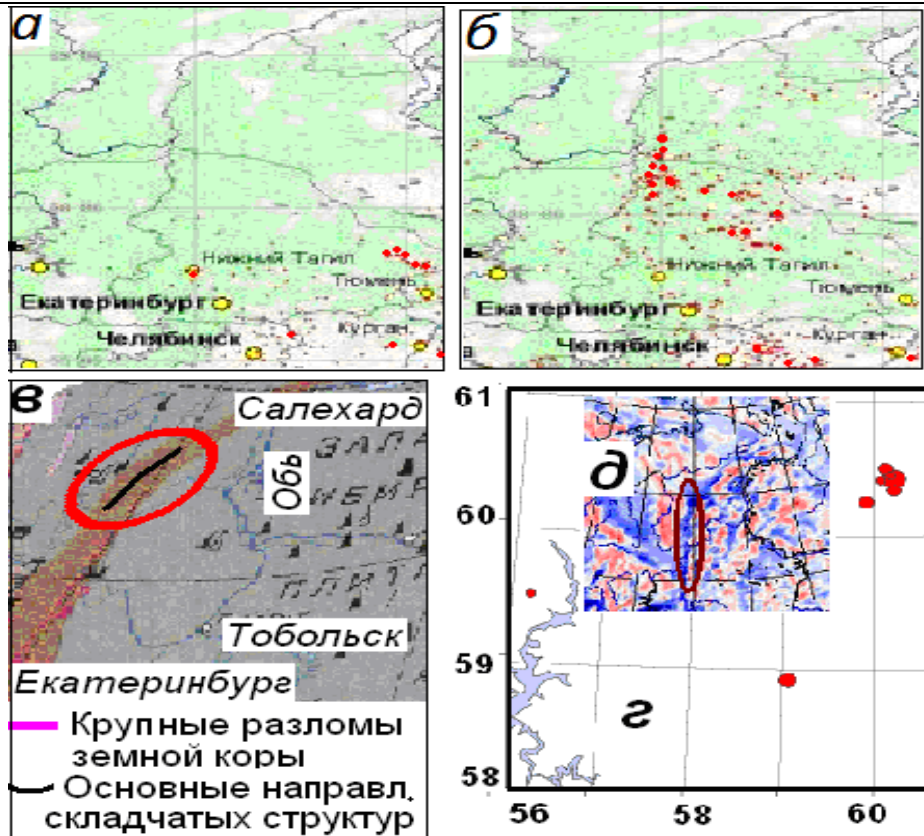 а
Нижний Тагил
Тюмень
Екатеринбург
Курган
Челябинск
б
Нижний Тагил
Тюмень
Екатеринбург
Курган
Челябинск
в
Салехард
Обь
Тобольск
Екатеринбург
Крупные разломы
земной коры
Основные направл.
складчатых структур
61
д
60
59
г
58
56
58
60